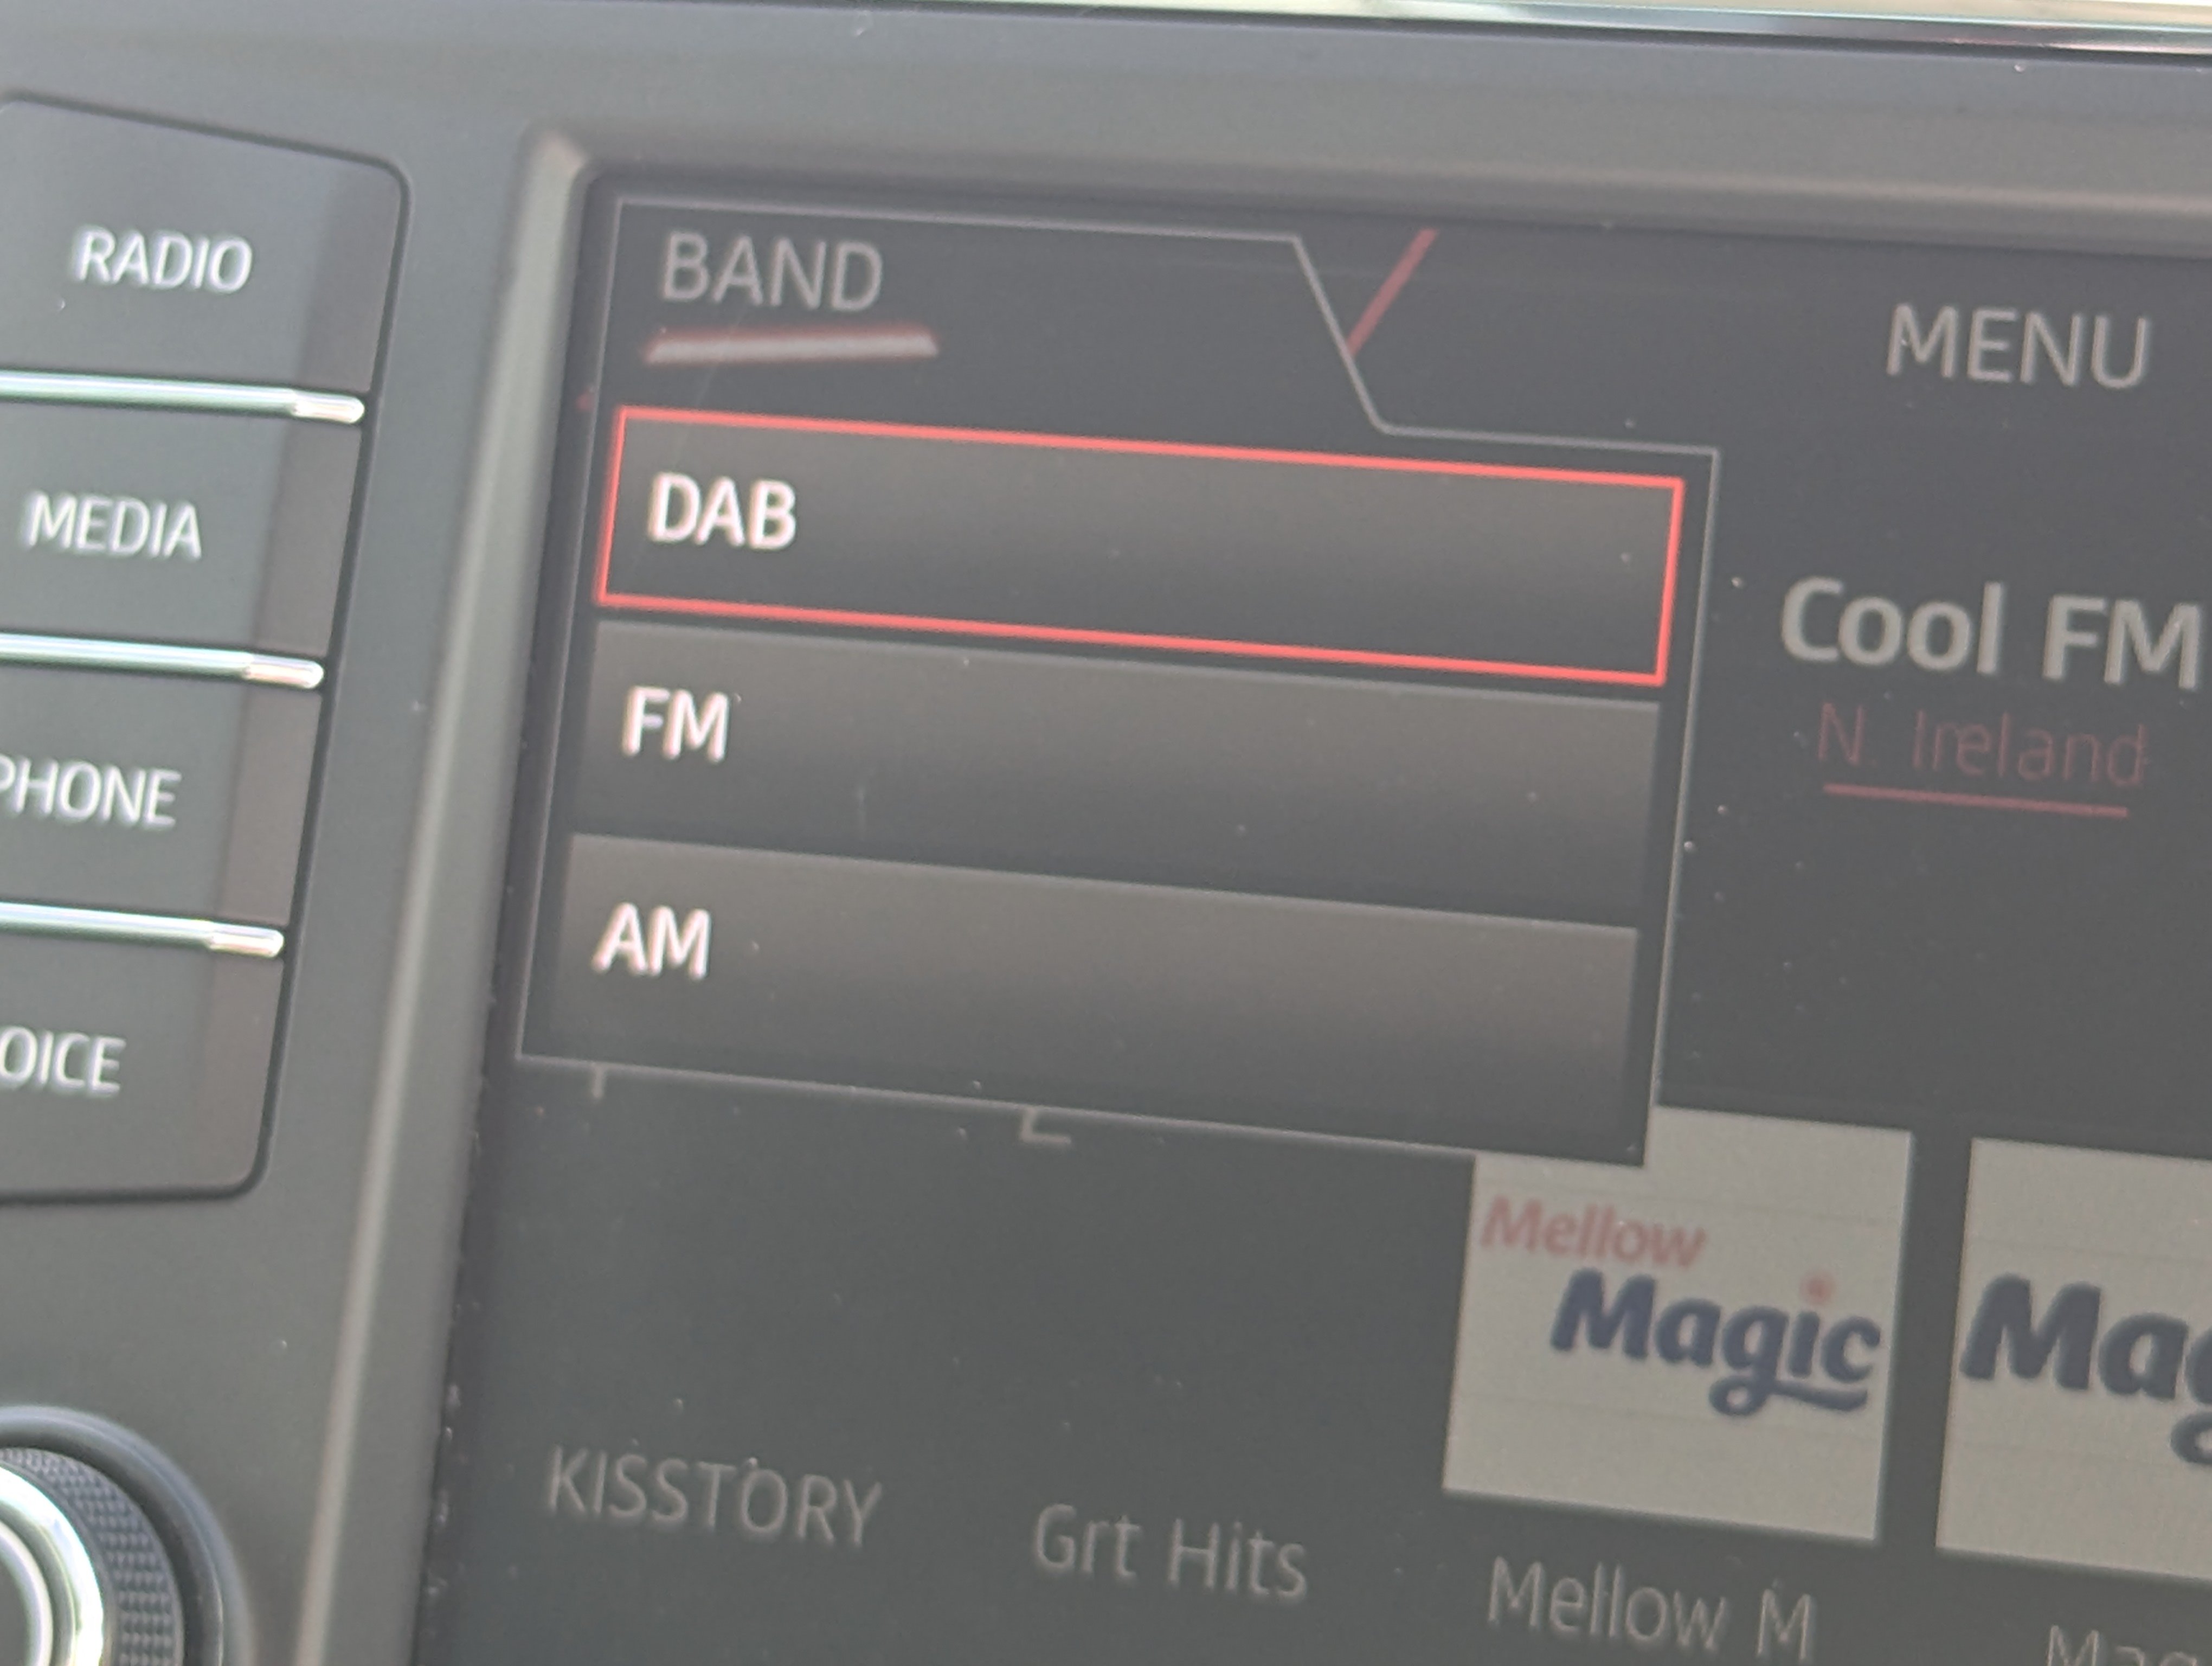 RADIO
MEDIA
PHONE
OICE
BAND
DAB
FM
AM
MENU
Cool FM
N. Ireland
Mellow
Magic
Mag
KISSTORY
Grt Hits
Mellow M
Mag